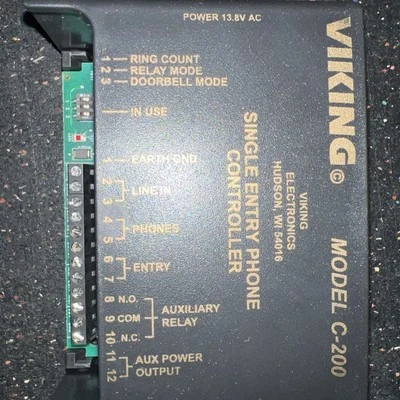 POWER 13.8V AC
1 RING COUNT
2 RELAY MODE
3 DOORBELL MODE
IN USE
1 EARTH GND
2
LINE IN
3
4
PHONES
5
6
ENTRY
7
8 N.O.
9 COM
10 N.C.
AUXILIARY
RELAY
11
12
AUX POWER
OUTPUT
SINGLE ENTRY PHONE
CONTROLLER
VIKING
ELECTRONICS
HUDSON, WI 54016
VIKING©
MODEL C-200